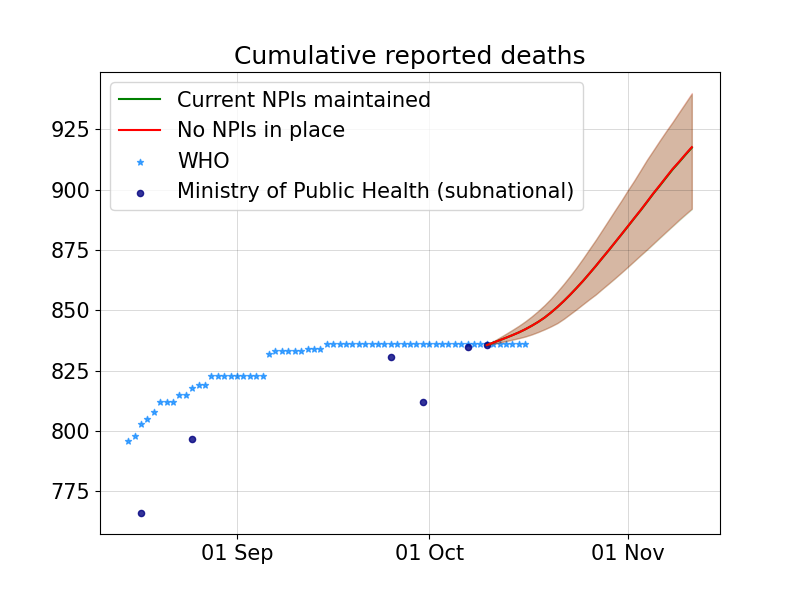 Cumulative reported deaths
Current NPIs maintained
No NPIs in place
WHO
Ministry of Public Health (subnational)
925
900
875
850
825
800
775
01 Sep
01 Oct
01 Nov